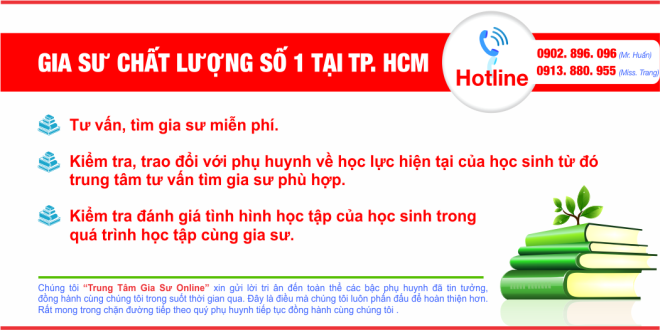 GIA SƯ CHẤT LƯỢNG SỐ 1 TẠI TP. HCM
Hotline
0902. 896. 096 (Mr. Huấn)
0913. 880. 955 (Miss. Trang)
Tư vấn, tìm gia sư miễn phí.
Kiểm tra, trao đổi với phụ huynh về học lực hiện tại của học sinh từ đó
trung tâm tư vấn tìm gia sư phù hợp.
Kiểm tra đánh giá tình hình học tập của học sinh trong
quá trình học tập cùng gia sư.
Chúng tôi “Trung Tâm Gia Sư Online” xin gửi lời tri ân đến toàn thể các bậc phụ huynh đã tin tưởng,
đồng hành cùng chúng tôi trong suốt thời gian qua. Đây là điều mà chúng tôi luôn phấn đấu để hoàn thiện hơn.
Rất mong trong chặn đường tiếp theo quý phụ huynh tiếp tục đồng hành cùng chúng tôi .